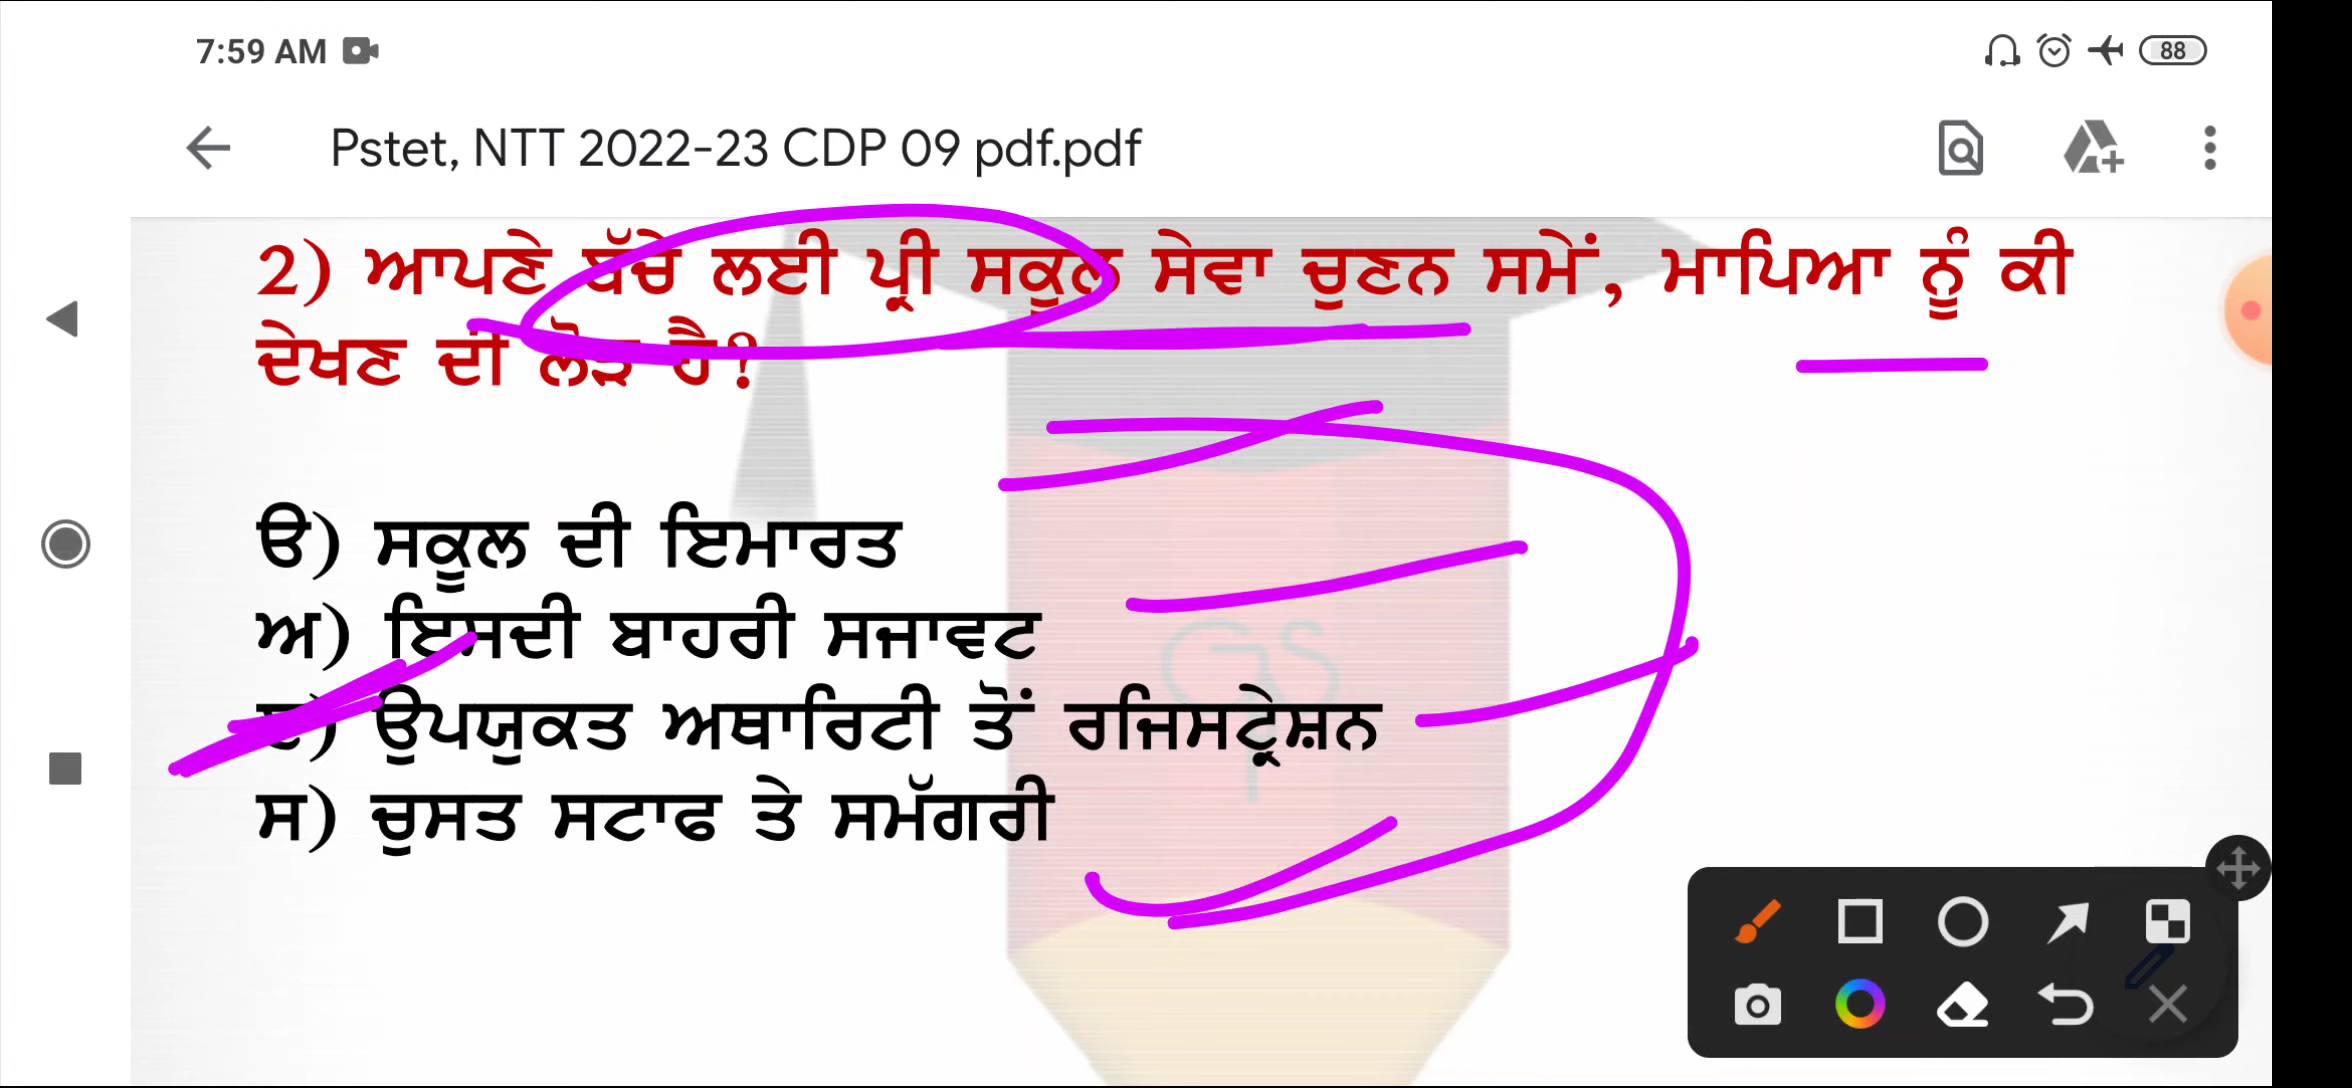 7:59 AM
88
Pstet, NTT 2022-23 CDP 09 pdf.pdf
2) ਆਪਣੇ ਬੱਚੇ ਲਈ ਪ੍ਰੀ ਸਕੂਲ ਸੇਵਾ ਚੁਣਨ ਸਮੇਂ, ਮਾਪਿਆ ਨੂੰ ਕੀ
ਦੇਖਣ ਦੀ ਲੋੜ ਹੈ?
ੳ) ਸਕੂਲ ਦੀ ਇਮਾਰਤ
ਅ) ਇਸਦੀ ਬਾਹਰੀ ਸਜਾਵਟ
ੲ) ਉਪਯੁਕਤ ਅਥਾਰਿਟੀ ਤੋਂ ਰਜਿਸਟ੍ਰੇਸ਼ਨ
ਸ) ਚੁਸਤ ਸਟਾਫ ਤੇ ਸਮੱਗਰੀ